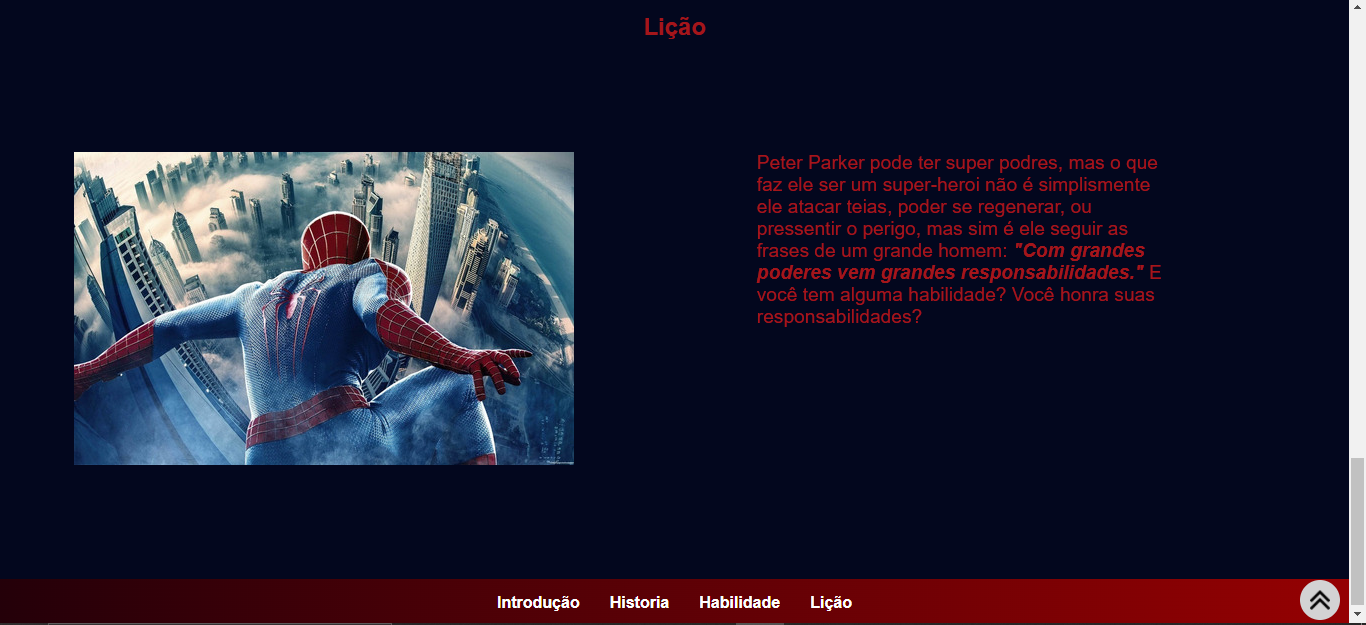 Lição
Peter Parker pode ter super podres, mas o que
faz ele ser um super-heroi não é simplismente
ele atacar teias, poder se regenerar, ou
pressentir o perigo, mas sim é ele seguir as
frases de um grande homem: "Com grandes
poderes vem grandes responsabilidades." E
você tem alguma habilidade? Você honra suas
responsabilidades?
Introdução Historia Habilidade Lição